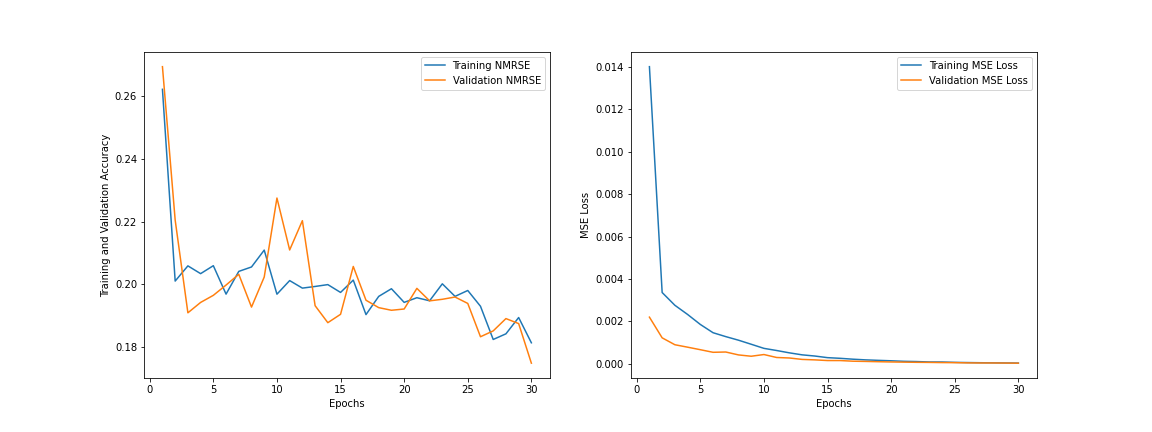 Training NMRSE
Validation NMRSE
0.26
0.24
0.22
0.20
0.18
Training and Validation Accuracy
0 5 10 15 20 25 30
Epochs
Training MSE Loss
Validation MSE Loss
0.014
0.012
0.010
0.008
0.006
0.004
0.002
0.000
MSE Loss
0 5 10 15 20 25 30
Epochs